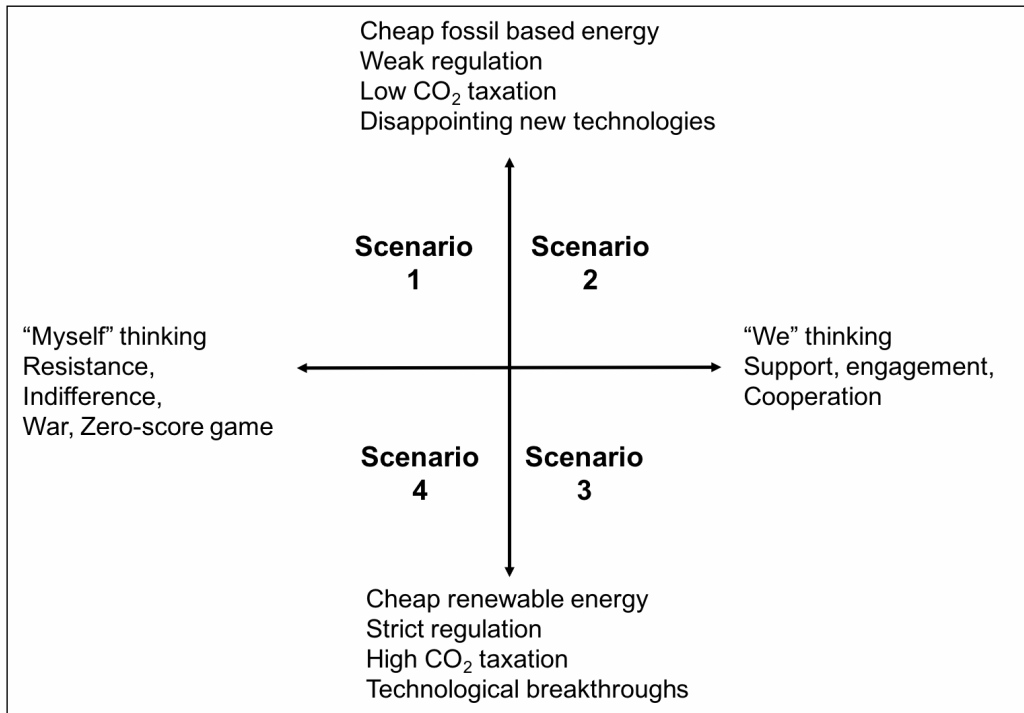 Cheap fossil based energy
Weak regulation
Low CO₂ taxation
Disappointing new technologies
Scenario
1
Scenario
2
“Myself” thinking
Resistance,
Indifference,
War, Zero-score game
“We” thinking
Support, engagement,
Cooperation
Scenario
4
Scenario
3
Cheap renewable energy
Strict regulation
High CO₂ taxation
Technological breakthroughs